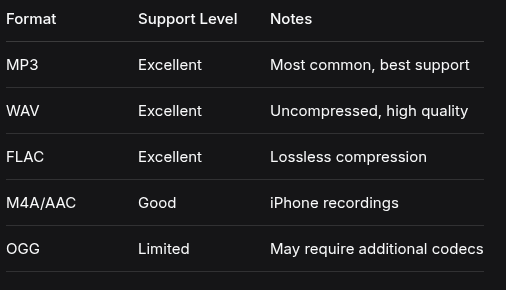 Format Support Level Notes
MP3 Excellent Most common, best support
WAV Excellent Uncompressed, high quality
FLAC Excellent Lossless compression
M4A/AAC Good iPhone recordings
OGG Limited May require additional codecs